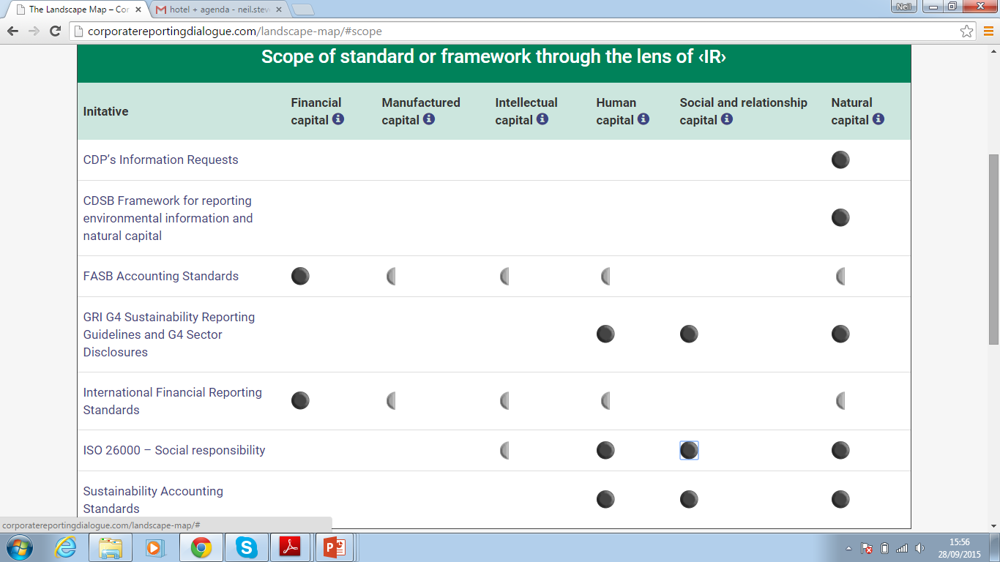 The Landscape Map – Cor
hotel + agenda - neil.stev
Neil
corporatereportingdialogue.com/landscape-map/#scope
Scope of standard or framework through the lens of ‹IR›
Initative
Financial capital
Manufactured capital
Intellectual capital
Human capital
Social and relationship capital
Natural capital
CDP’s Information Requests
CDSB Framework for reporting
environmental information and
natural capital
FASB Accounting Standards
GRI G4 Sustainability Reporting
Guidelines and G4 Sector
Disclosures
International Financial Reporting
Standards
ISO 26000 – Social responsibility
Sustainability Accounting
Standards
corporatereportingdialogue.com/landscape-map/#
15:56
28/09/2015